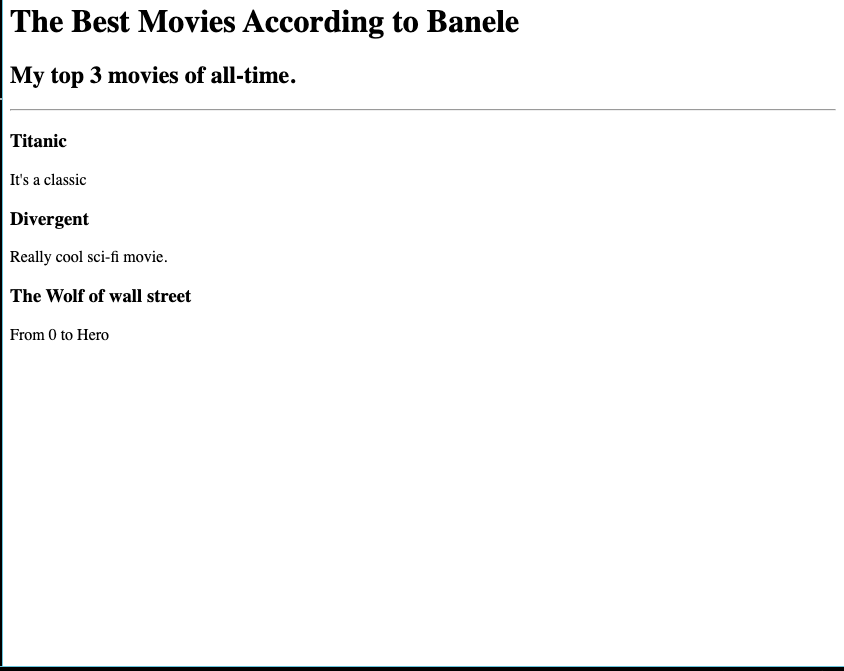 The Best Movies According to Banele
My top 3 movies of all-time.
Titanic
It's a classic
Divergent
Really cool sci-fi movie.
The Wolf of wall street
From 0 to Hero